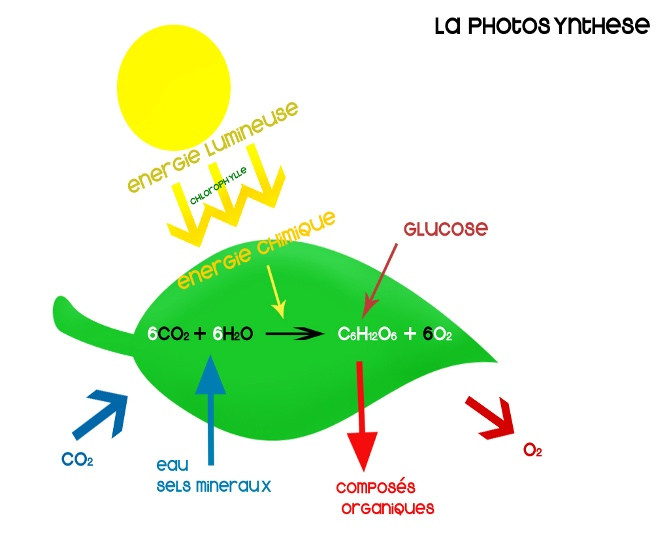 La PHOTOSYNTHESE
ENERGIE LUMINEUSE
CHLOROPHYLLE
ENERGIE CHIMIQUE
GLUCOSE
6CO₂ + 6H₂O → C₆H₁₂O₆ + 6O₂
CO₂
eau
sels mineraux
composés
organiques
O₂